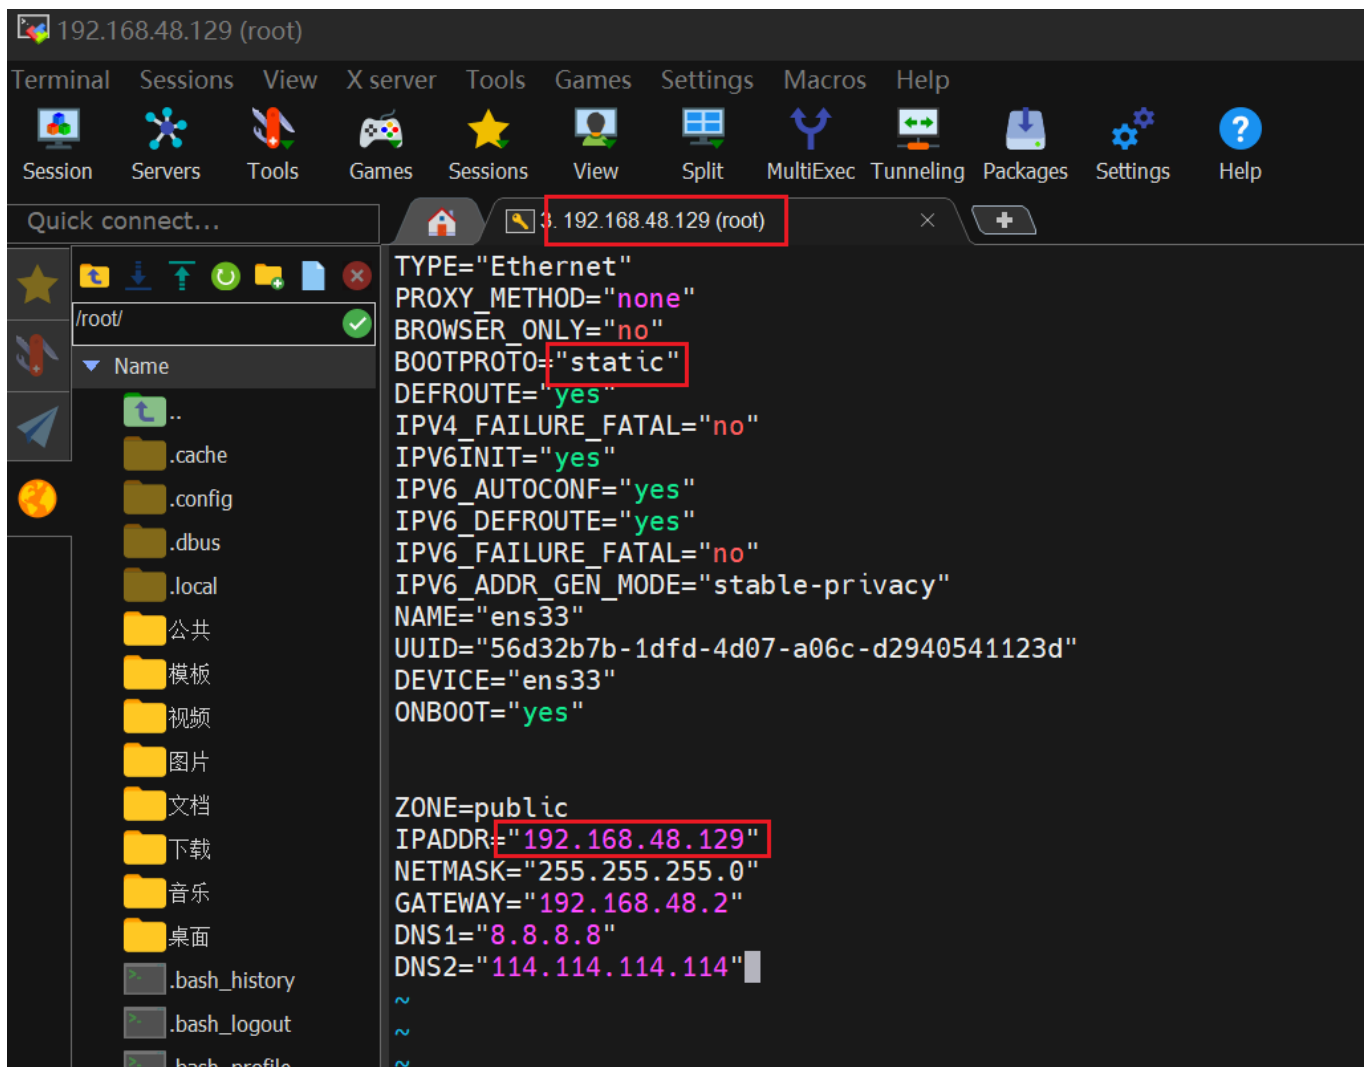 192.168.48.129 (root)
Terminal Sessions View X server Tools Games Settings Macros Help
Session Servers Tools Games Sessions View Split MultiExec Tunneling Packages Settings Help
Quick connect...
3. 192.168.48.129 (root)
/root/
Name
..
.cache
.config
.dbus
.local
公共
模板
视频
图片
文档
下载
音乐
桌面
.bash_history
.bash_logout
.bash_profile
TYPE="Ethernet"
PROXY_METHOD="none"
BROWSER_ONLY="no"
BOOTPROTO="static"
DEFROUTE="yes"
IPV4_FAILURE_FATAL="no"
IPV6INIT="yes"
IPV6_AUTOCONF="yes"
IPV6_DEFROUTE="yes"
IPV6_FAILURE_FATAL="no"
IPV6_ADDR_GEN_MODE="stable-privacy"
NAME="ens33"
UUID="56d32b7b-1dfd-4d07-a06c-d2940541123d"
DEVICE="ens33"
ONBOOT="yes"
ZONE=public
IPADDR="192.168.48.129"
NETMASK="255.255.255.0"
GATEWAY="192.168.48.2"
DNS1="8.8.8.8"
DNS2="114.114.114.114"
~
~
~